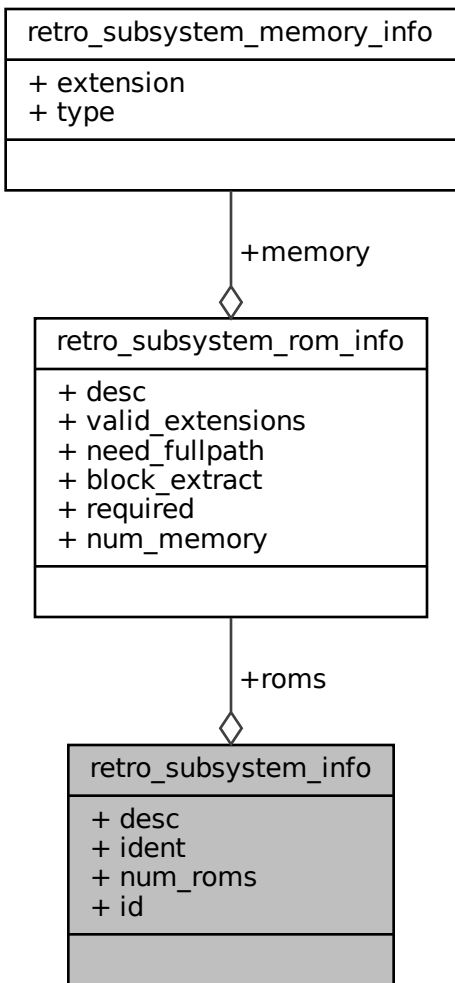 retro_subsystem_memory_info
+ extension
+ type
+memory
retro_subsystem_rom_info
+ desc
+ valid_extensions
+ need_fullpath
+ block_extract
+ required
+ num_memory
+roms
retro_subsystem_info
+ desc
+ ident
+ num_roms
+ id